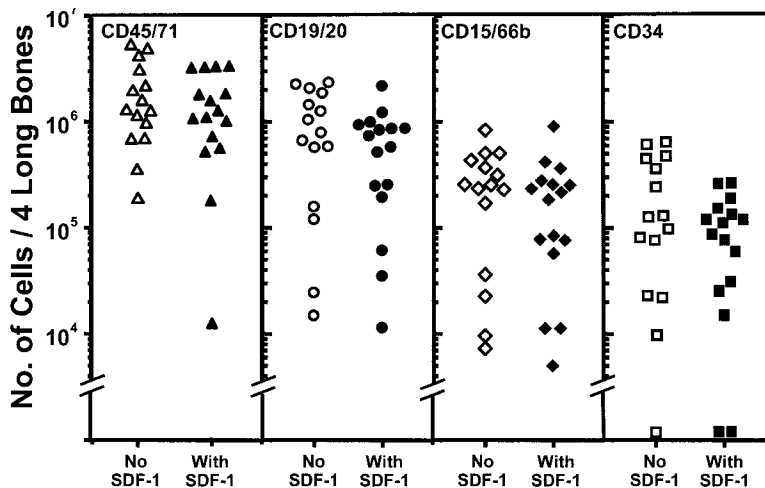 No. of Cells / 4 Long Bones
10⁷
10⁶
10⁵
10⁴
CD45/71
CD19/20
CD15/66b
CD34
No SDF-1
With SDF-1
No SDF-1
With SDF-1
No SDF-1
With SDF-1
No SDF-1
With SDF-1